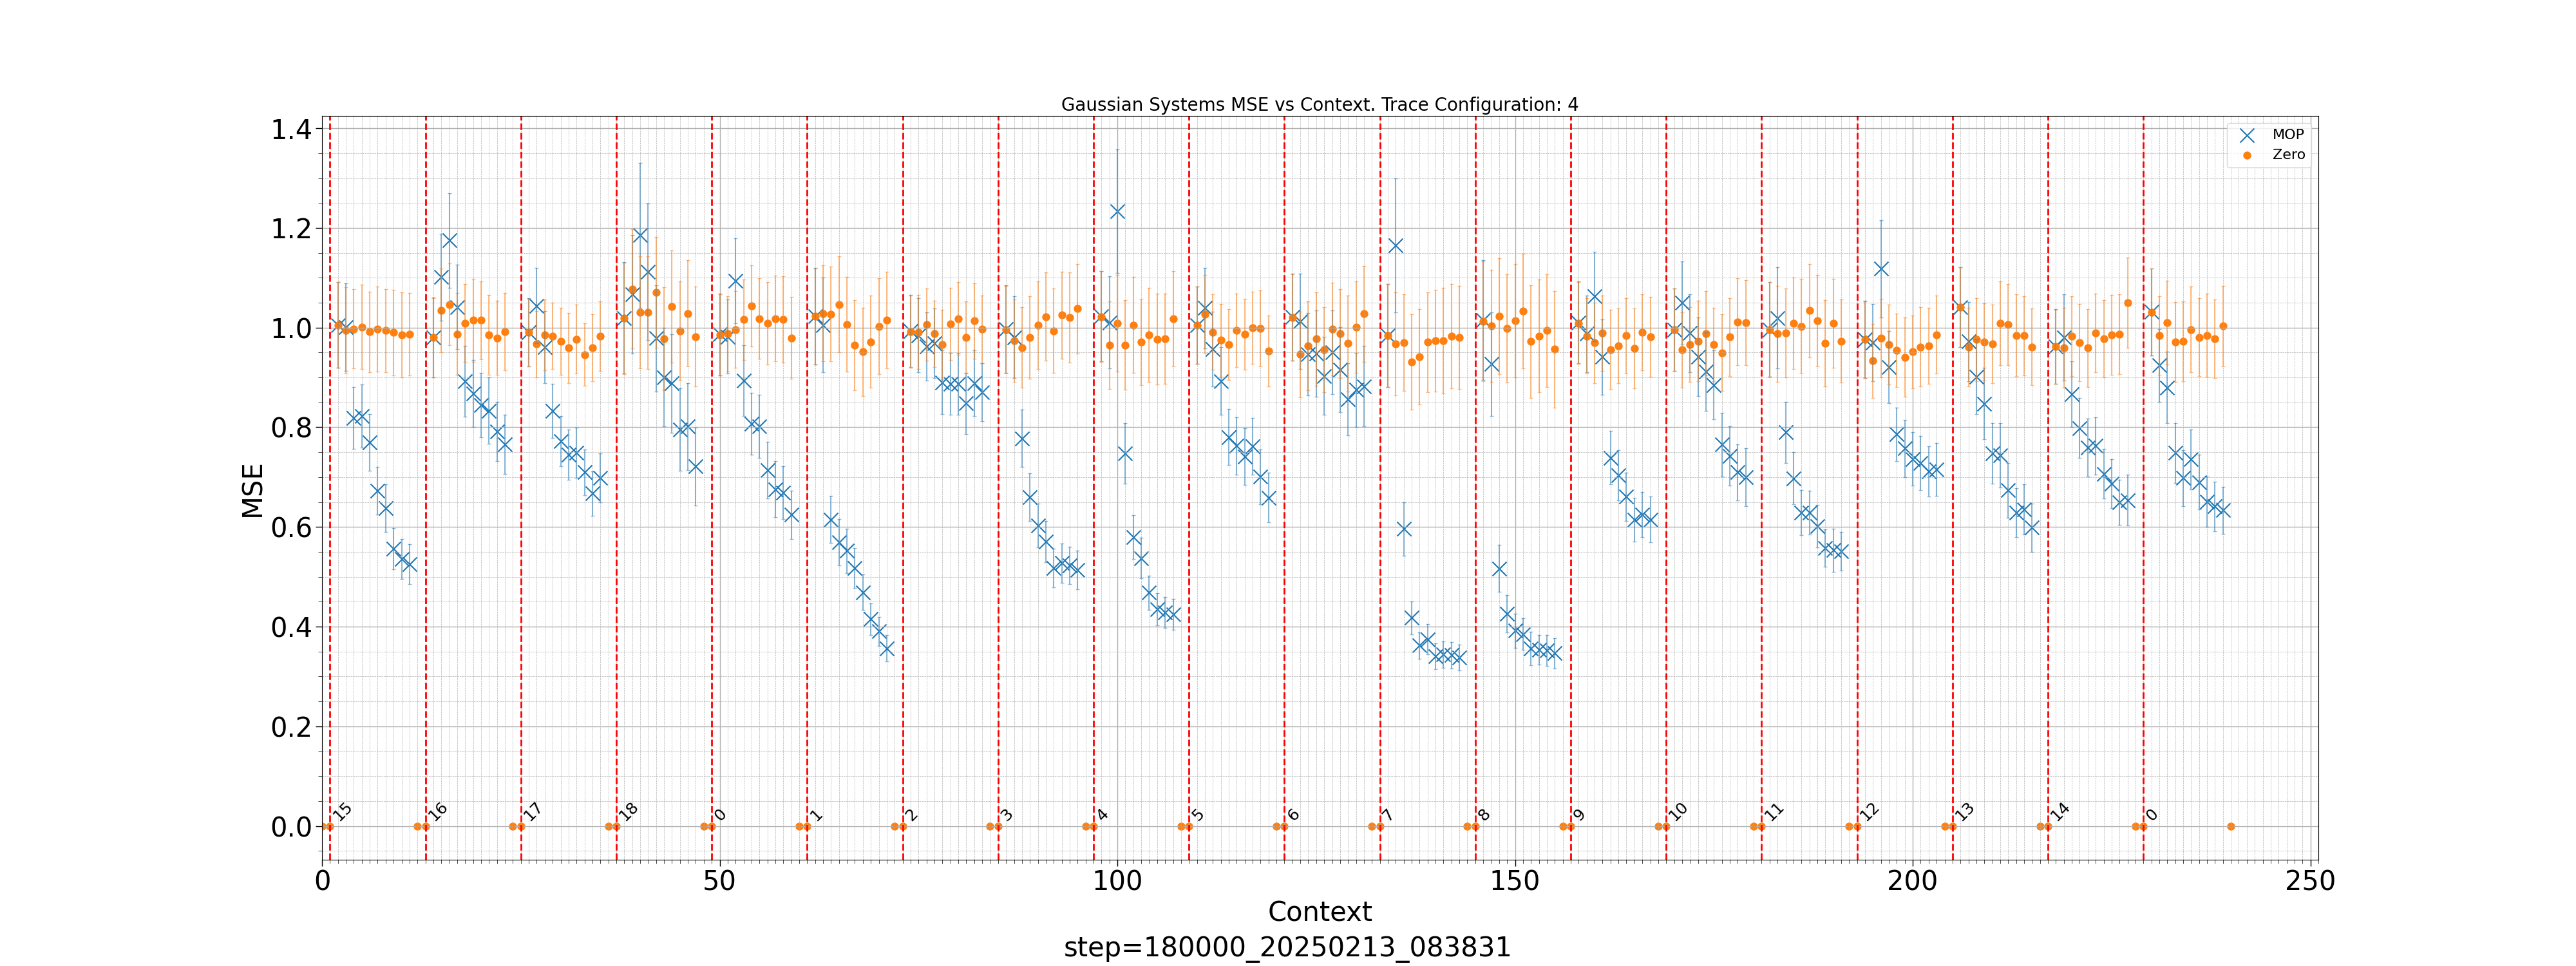 Gaussian Systems MSE vs Context. Trace Configuration: 4
MOP
Zero
1.4
1.2
1.0
0.8
0.6
0.4
0.2
0.0
MSE
15 16 17 18 0 1 2 3 4 5 6 7 8 9 10 11 12 13 14 0
0 50 100 150 200 250
Context
step=180000_20250213_083831